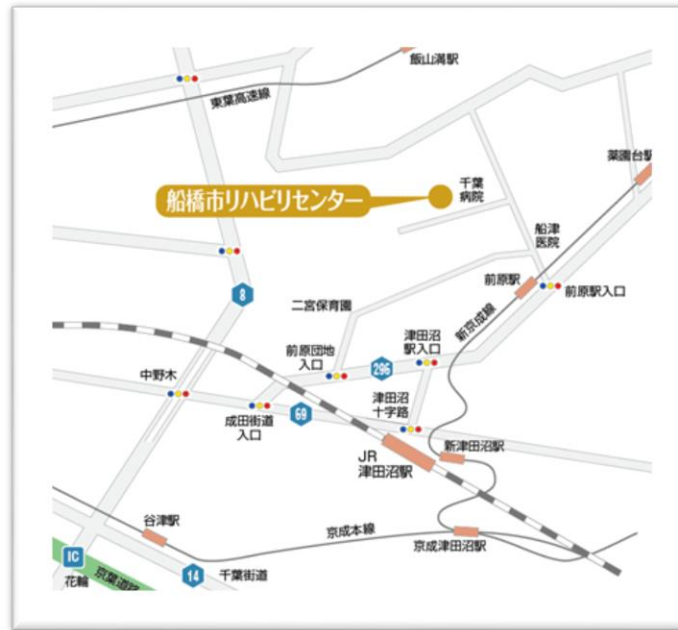 飯山満駅
東葉高速線
薬園台駅
千葉
病院
船橋市リハビリセンター
船津
医院
前原駅
前原駅入口
8
二宮保育園
新京成線
津田沼
駅入口
前原団地
入口
296
中野木
津田沼
十字路
69
成田街道
入口
新津田沼駅
JR
津田沼駅
谷津駅
京成本線
京成津田沼駅
IC
花輪
京葉道路
14
千葉街道